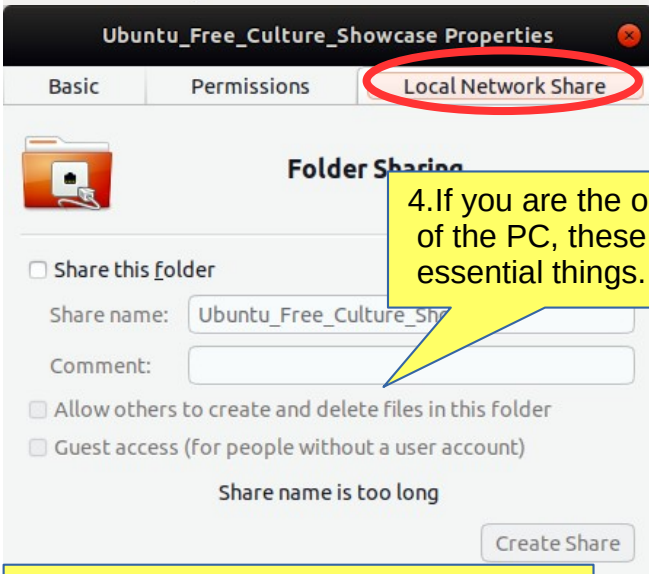 Ubuntu_Free_Culture_Showcase Properties
Basic Permissions Local Network Share
Folder Sharing
4.If you are the
of the PC, these
essential things.
Share this folder
Share name: Ubuntu_Free_Culture_Sho
Comment:
Allow others to create and delete files in this folder
Guest access (for people without a user account)
Share name is too long
Create Share